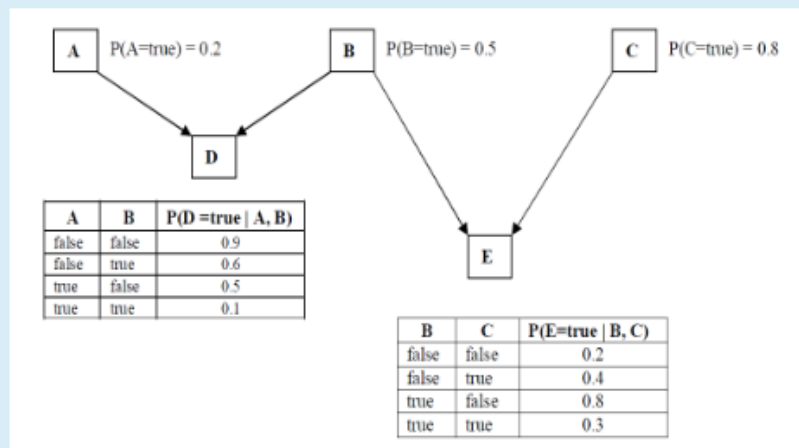 A P(A=true) = 0.2 B P(B=true) = 0.5 C P(C=true) = 0.8
D
A B P(D =true | A, B)
false false 0.9
false true 0.6
true false 0.5
true true 0.1
E
B C P(E=true | B, C)
false false 0.2
false true 0.4
true false 0.8
true true 0.3